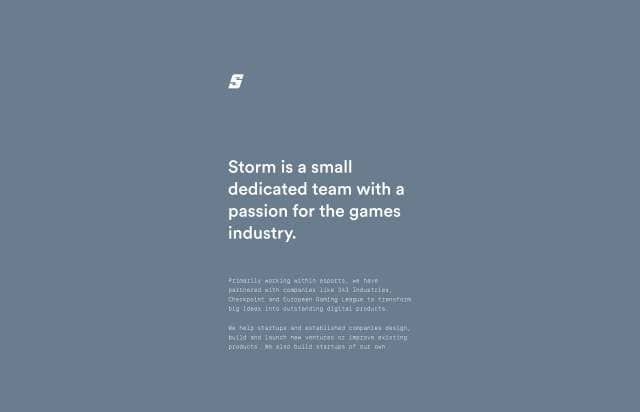 S
Storm is a small
dedicated team with a
passion for the games
industry.
Primarily working within esports, we have
partnered with companies like 343 Industries,
Checkpoint and European Gaming League to transform
big ideas into outstanding digital products.
We help startups and established companies design,
build and launch new ventures or improve existing
products. We also build startups of our own